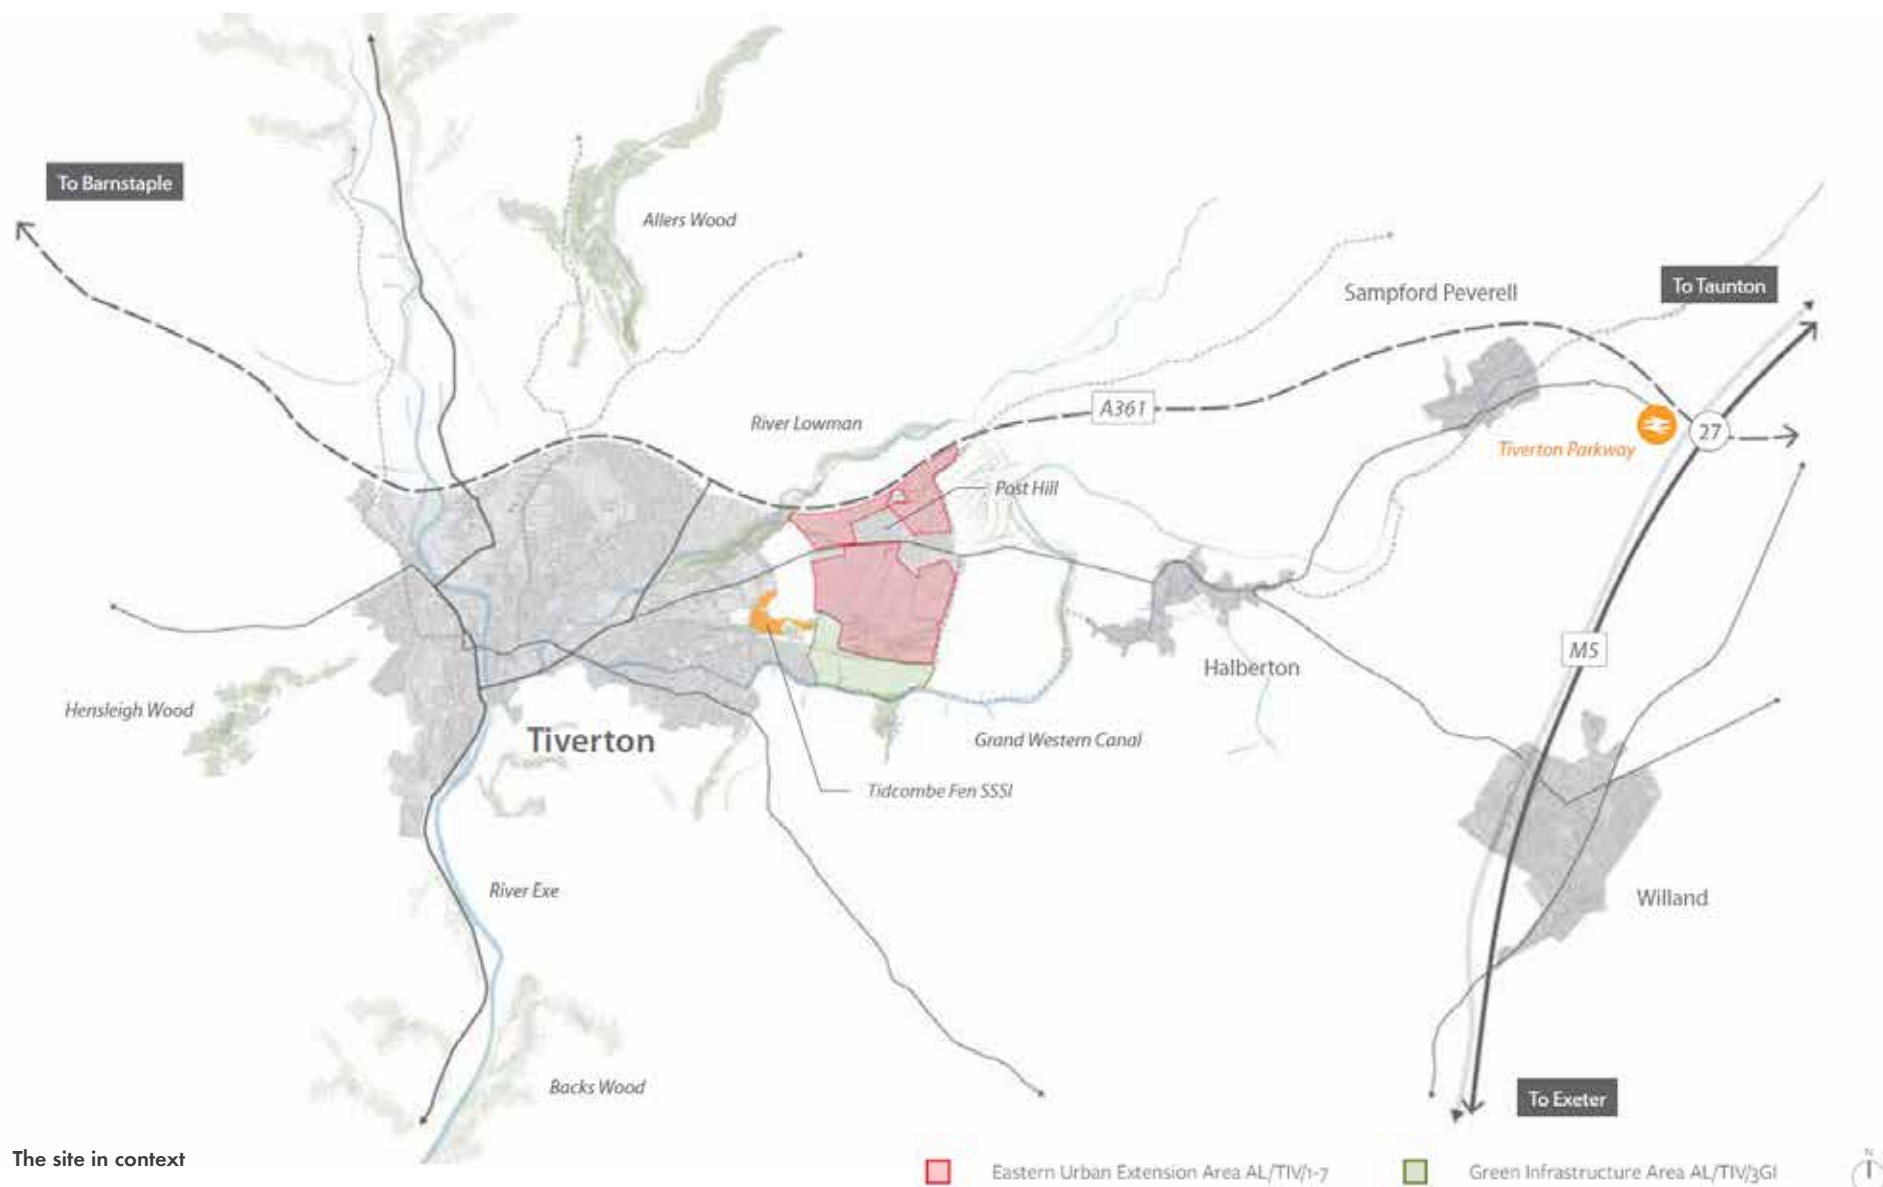 To Barnstaple
Allers Wood
Sampford Peverell
To Taunton
A361
River Lowman
27
Tiverton Parkway
Post Hill
M5
Halberton
Hensleigh Wood
Tiverton
Grand Western Canal
Tidcombe Fen SSSI
River Exe
Willand
Backs Wood
To Exeter
The site in context
Eastern Urban Extension Area AL/TIV/1-7
Green Infrastructure Area AL/TIV/3GI
N